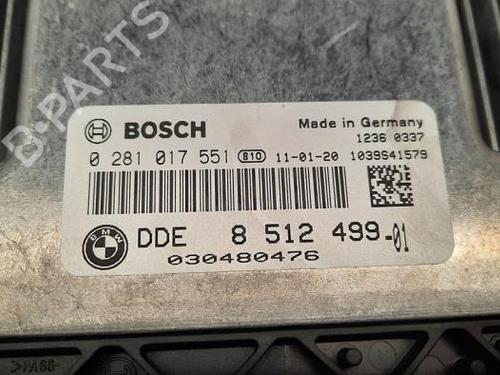 B-PARTS
BOSCH
Made in Germany
1236 0337
0 281 017 551 810 11-01-20 1039S41579
BMW DDE 8 512 499-01
030480476
>PA66-